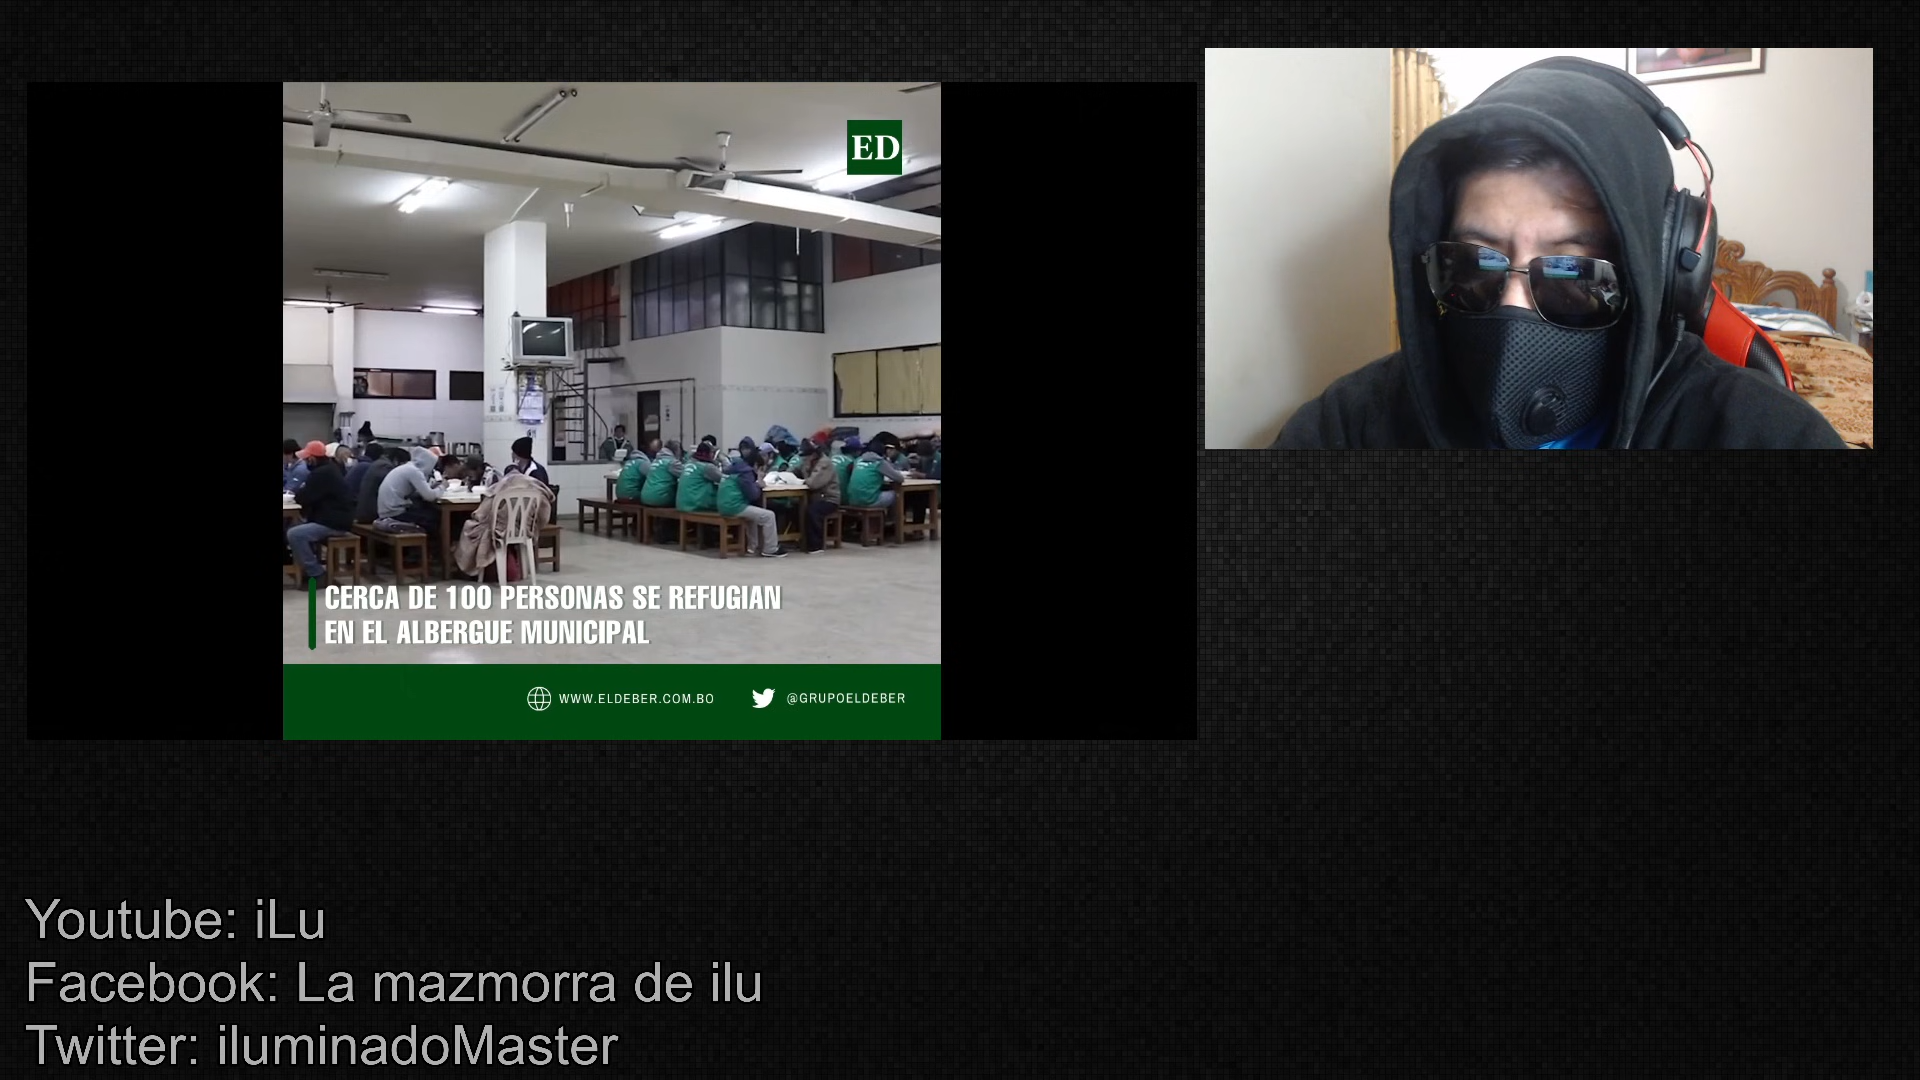 ED
CERCA DE 100 PERSONAS SE REFUGIAN
EN EL ALBERGUE MUNICIPAL
WWW.ELDEBER.COM.BO
@GRUPOELDEBER
Youtube: iLu
Facebook: La mazmorra de ilu
Twitter: iluminadoMaster